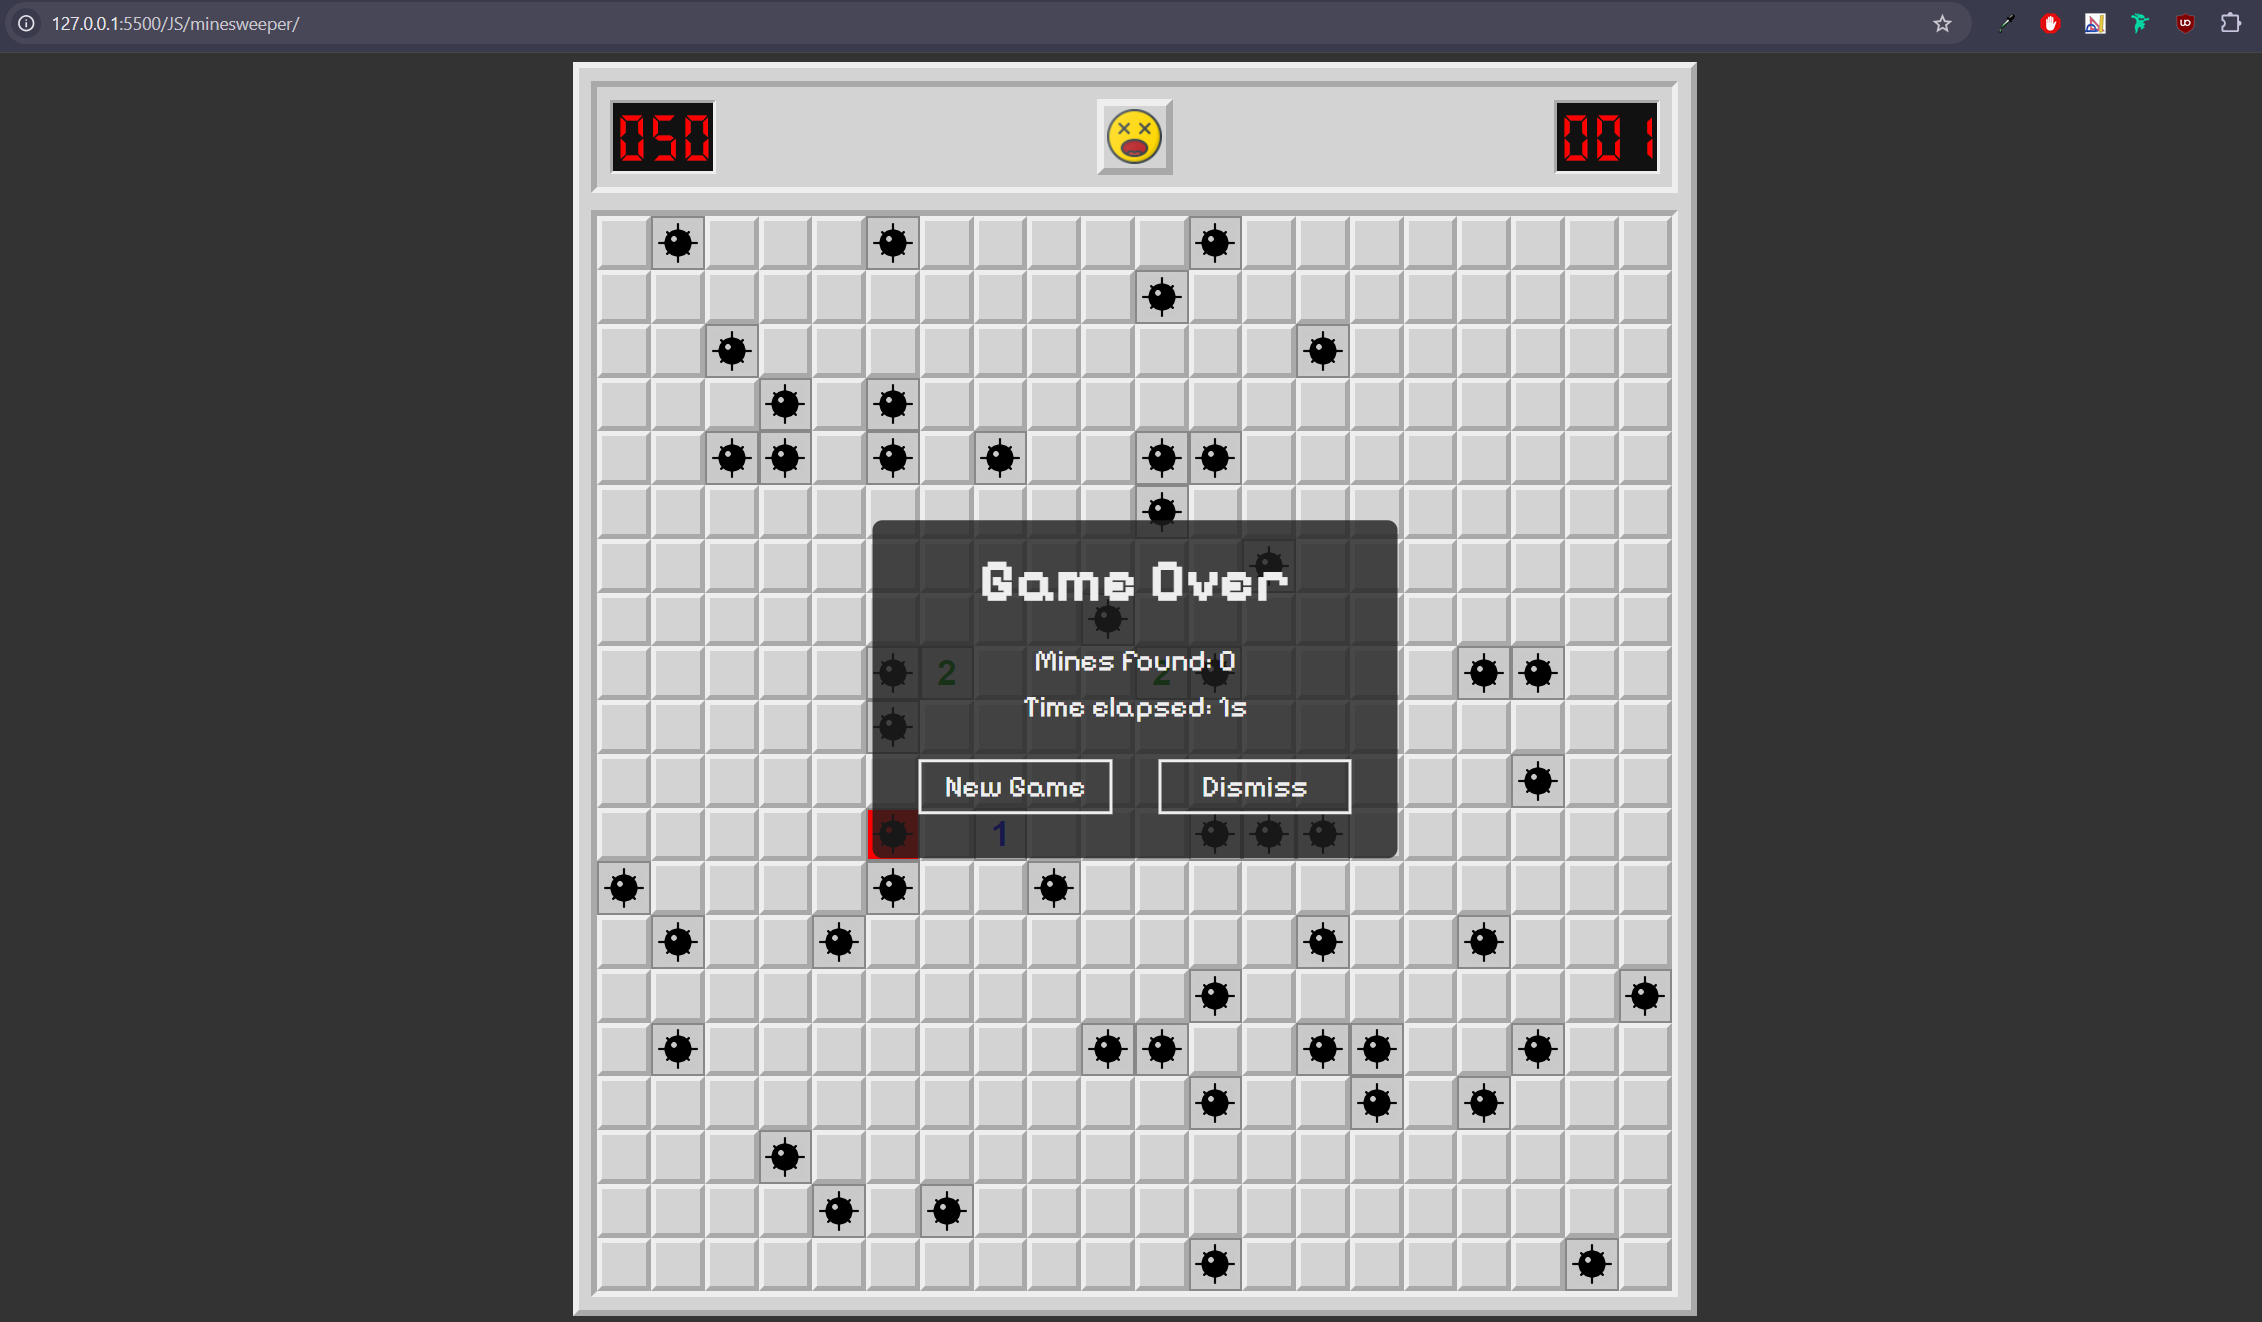 127.0.0.1:5500/JS/minesweeper/
050
001
Game Over
Mines Found: 0
2
2
Time elapsed: 1s
New Game
Dismiss
1